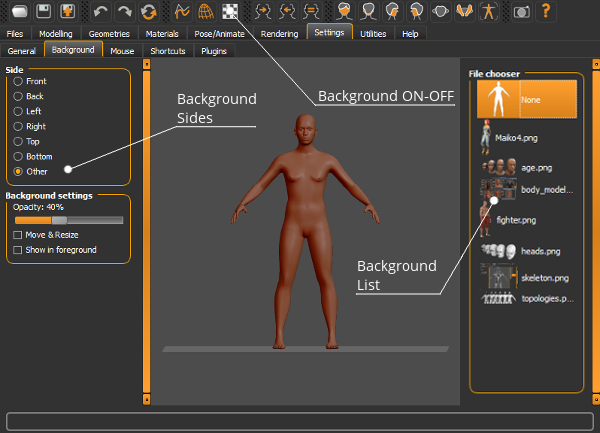 Files Modelling Geometries Materials Pose/Animate Rendering Settings Utilities Help
General Background Mouse Shortcuts Plugins
Side
Front
Back
Left
Right
Top
Bottom
Other
Background settings
Opacity: 40%
Move & Resize
Show in foreground
Background
Sides
Background ON-OFF
Background
List
File chooser
None
Maiko4.png
age.png
body_model...
fighter.png
heads.png
skeleton.png
topologies.p...